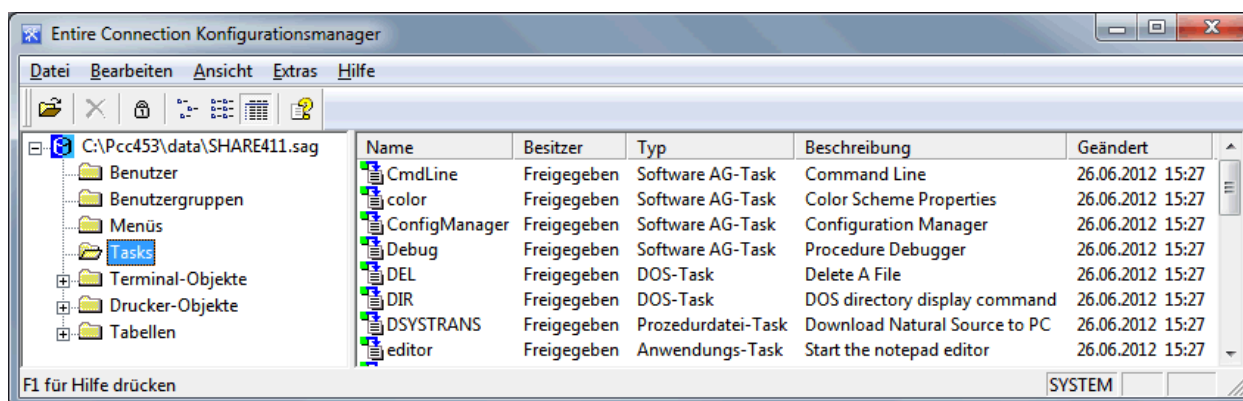 Entire Connection Konfigurationsmanager
Datei Bearbeiten Ansicht Extras Hilfe
C:\Pcc453\data\SHARE411.sag
Benutzer
Benutzergruppen
Menüs
Tasks
Terminal-Objekte
Drucker-Objekte
Tabellen
Name Besitzer Typ Beschreibung Geändert
CmdLine Freigegeben Software AG-Task Command Line 26.06.2012 15:27
color Freigegeben Software AG-Task Color Scheme Properties 26.06.2012 15:27
ConfigManager Freigegeben Software AG-Task Configuration Manager 26.06.2012 15:27
Debug Freigegeben Software AG-Task Procedure Debugger 26.06.2012 15:27
DEL Freigegeben DOS-Task Delete A File 26.06.2012 15:27
DIR Freigegeben DOS-Task DOS directory display command 26.06.2012 15:27
DSYSTRANS Freigegeben Prozedurdatei-Task Download Natural Source to PC 26.06.2012 15:27
editor Freigegeben Anwendungs-Task Start the notepad editor 26.06.2012 15:27
F1 für Hilfe drücken SYSTEM